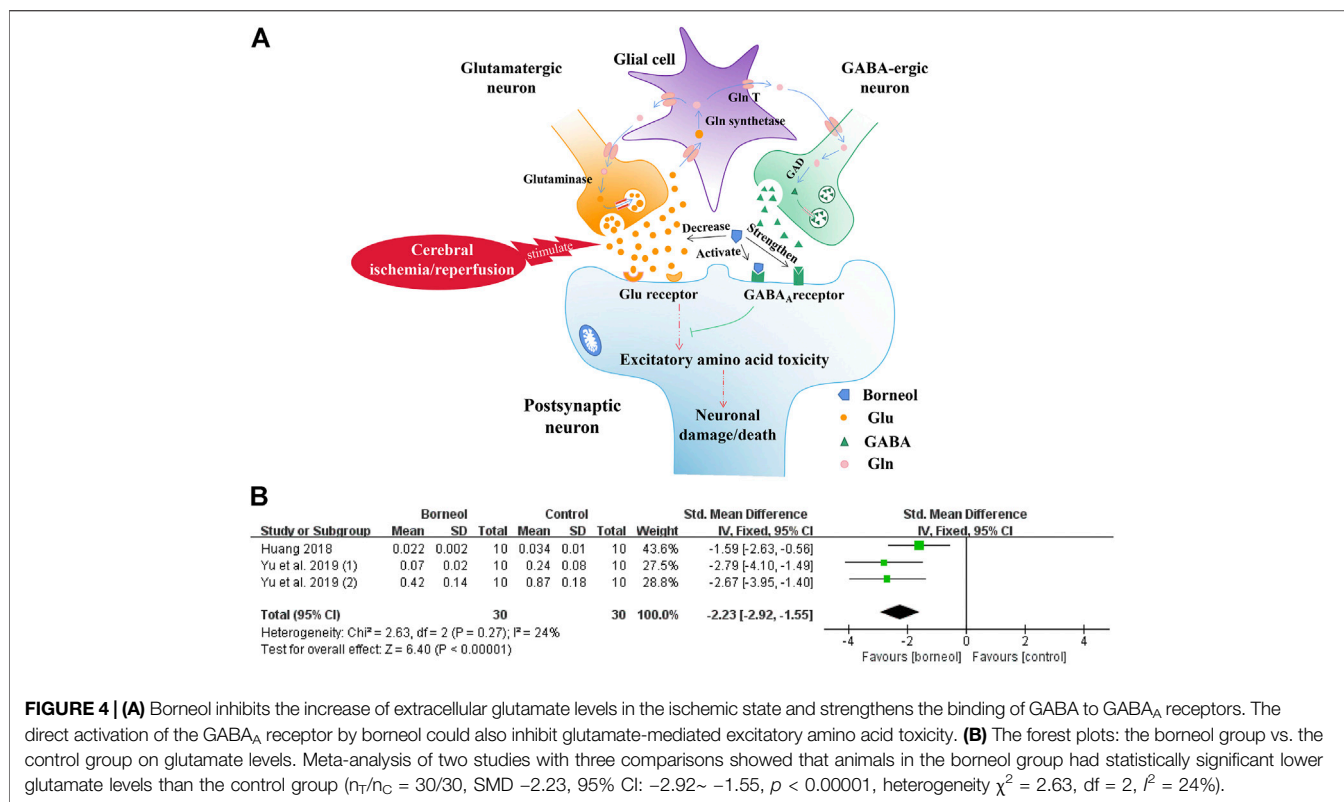 A
Glutamatergic
neuron
Glial cell
GABA-ergic
neuron
Gln T
Gln synthetase
GAD
Glutaminase
Cerebral
ischemia/reperfusion
stimulate
Decrease
Activate
Strengthen
Glu receptor
GABAA receptor
Excitatory amino acid toxicity
Postsynaptic
neuron
Neuronal
damage/death
Borneol
Glu
GABA
Gln
B
Borneol Control Std. Mean Difference Std. Mean Difference
Study or Subgroup Mean SD Total Mean SD Total Weight IV, Fixed, 95% CI IV, Fixed, 95% CI
Huang 2018 0.022 0.002 10 0.034 0.01 10 43.6% -1.59 [-2.63, -0.56]
Yu et al. 2019 (1) 0.07 0.02 10 0.24 0.08 10 27.5% -2.79 [-4.10, -1.49]
Yu et al. 2019 (2) 0.42 0.14 10 0.87 0.18 10 28.8% -2.67 [-3.95, -1.40]
Total (95% CI) 30 30 100.0% -2.23 [-2.92, -1.55]
Heterogeneity: Chi² = 2.63, df = 2 (P = 0.27); I² = 24%
Test for overall effect: Z = 6.40 (P < 0.00001)
-4 -2 0 2 4
Favours [borneol] Favours [control]
FIGURE 4 | (A) Borneol inhibits the increase of extracellular glutamate levels in the ischemic state and strengthens the binding of GABA to GABAA receptors. The
direct activation of the GABAA receptor by borneol could also inhibit glutamate-mediated excitatory amino acid toxicity. (B) The forest plots: the borneol group vs. the
control group on glutamate levels. Meta-analysis of two studies with three comparisons showed that animals in the borneol group had statistically significant lower
glutamate levels than the control group (nT/nC = 30/30, SMD −2.23, 95% CI: −2.92~ −1.55, p < 0.00001, heterogeneity χ2 = 2.63, df = 2, I2 = 24%).